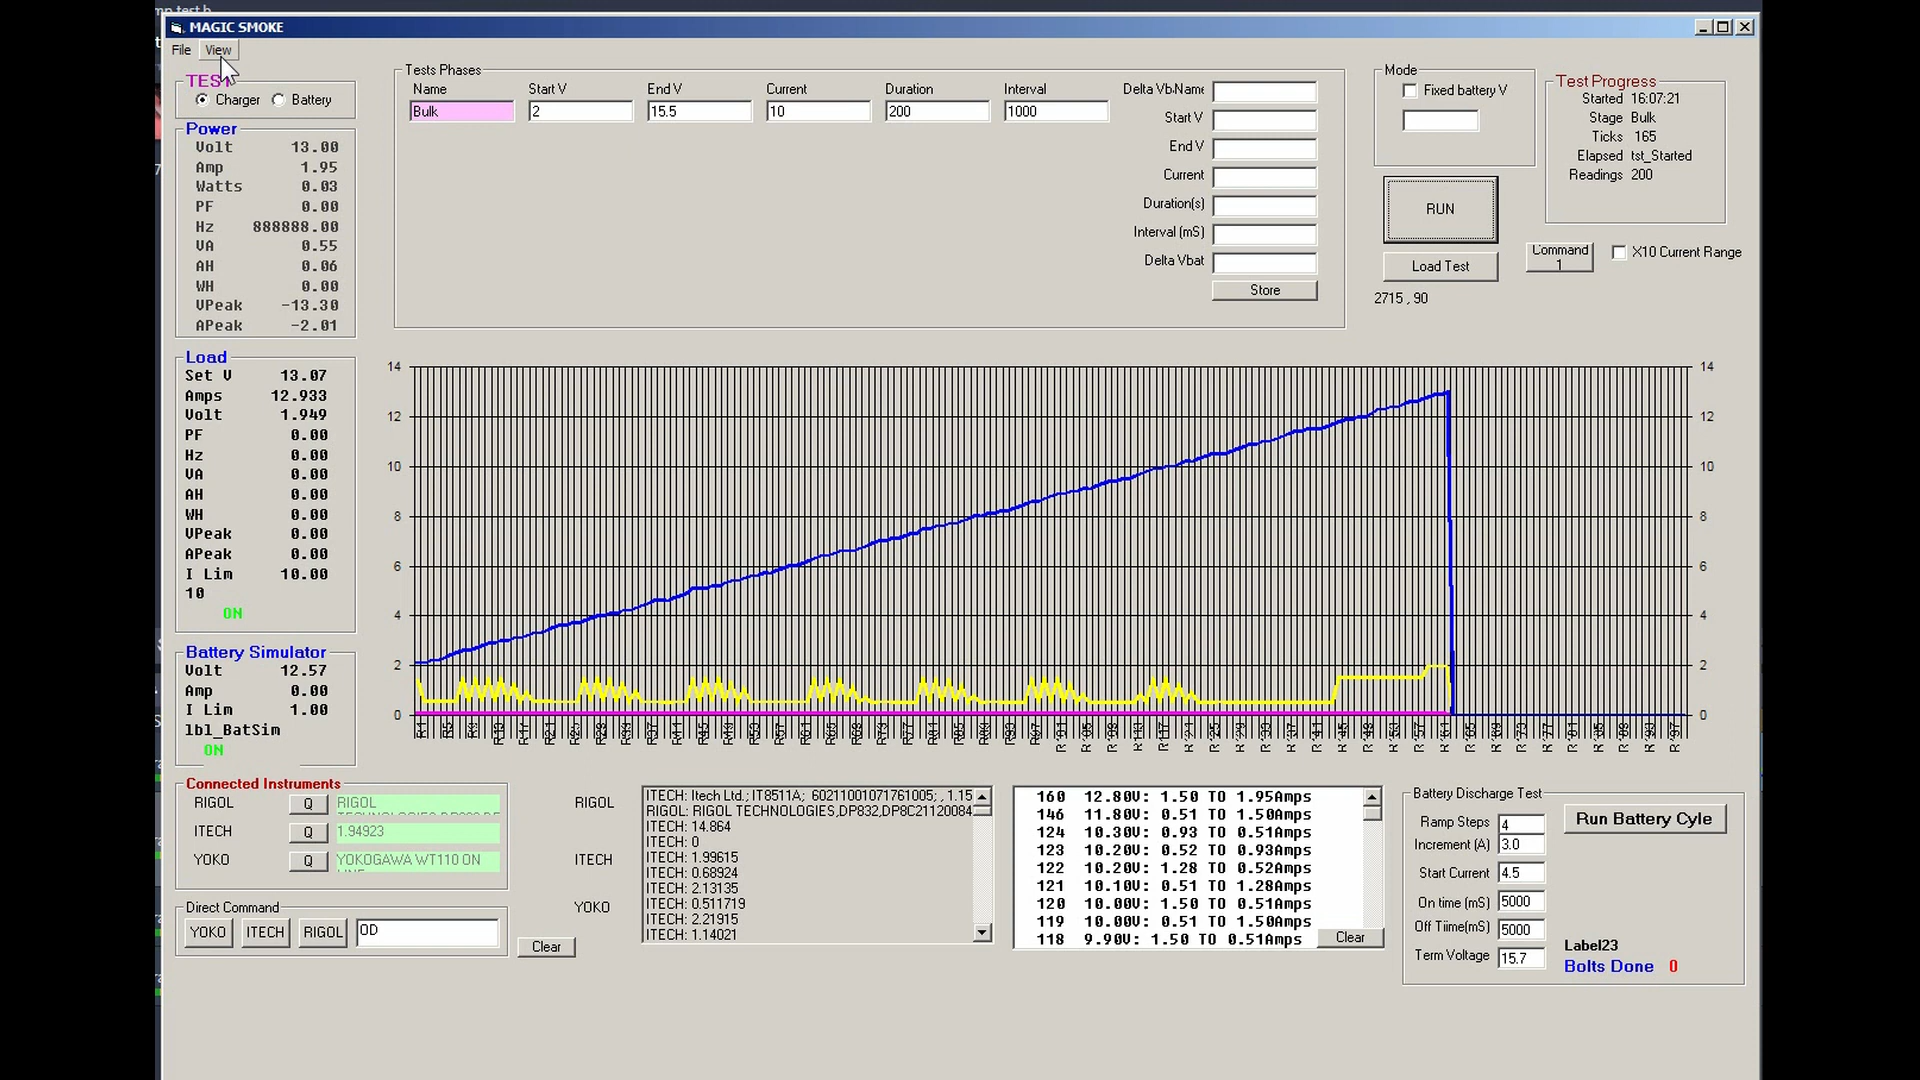 MAGIC SMOKE
File View
TEST
Charger Battery
Power
Volt 13.00
Amp 1.95
Watts 0.03
PF 0.00
Hz 888888.00
VA 0.55
AH 0.06
WH 0.00
VPeak -13.30
APeak -2.01
Load
Set V 13.07
Amps 12.933
Volt 1.949
PF 0.00
Hz 0.00
VA 0.00
AH 0.00
WH 0.00
VPeak 0.00
APeak 0.00
I Lim 10.00
10
ON
Battery Simulator
Volt 12.57
Amp 0.00
I Lim 1.00
lbl_BatSim
ON
Tests Phases
Name Start V End V Current Duration Interval Delta Vb
Bulk 2 15.5 10 200 1000
Name
Start V
End V
Current
Duration(s)
Interval (mS)
Delta Vbat
Store
Mode
Fixed battery V
RUN
Load Test
2715 , 90
Test Progress
Started 16:07:21
Stage Bulk
Ticks 165
Elapsed tst_Started
Readings 200
Command 1
X10 Current Range
14 14
12 12
10 10
8 8
6 6
4 4
2 2
0 0
Connected Instruments
RIGOL Q RIGOL
ITECH Q 1.94923
YOKO Q YOKOGAWA WT110 ON
Direct Command
YOKO ITECH RIGOL OD
Clear
RIGOL
ITECH
YOKO
ITECH: Itech Ltd.; IT8511A; 60211001071761005; , 1.15
RIGOL: RIGOL TECHNOLOGIES,DP832,DP8C21120084
ITECH: 14.864
ITECH: 0
ITECH: 1.99615
ITECH: 0.68924
ITECH: 2.13135
ITECH: 0.511719
ITECH: 2.21915
ITECH: 1.14021
160 12.80V: 1.50 TO 1.95Amps
146 11.80V: 0.51 TO 1.50Amps
124 10.30V: 0.93 TO 0.51Amps
123 10.20V: 0.52 TO 0.93Amps
122 10.20V: 1.28 TO 0.52Amps
121 10.10V: 0.51 TO 1.28Amps
120 10.00V: 1.50 TO 0.51Amps
119 10.00V: 0.51 TO 1.50Amps
118 9.90V: 1.50 TO 0.51Amps
Clear
Battery Discharge Test
Ramp Steps 4
Increment (A) 3.0
Start Current 4.5
On time (mS) 5000
Off Tiime(mS) 5000
Term Voltage 15.7
Run Battery Cyle
Label23
Bolts Done 0